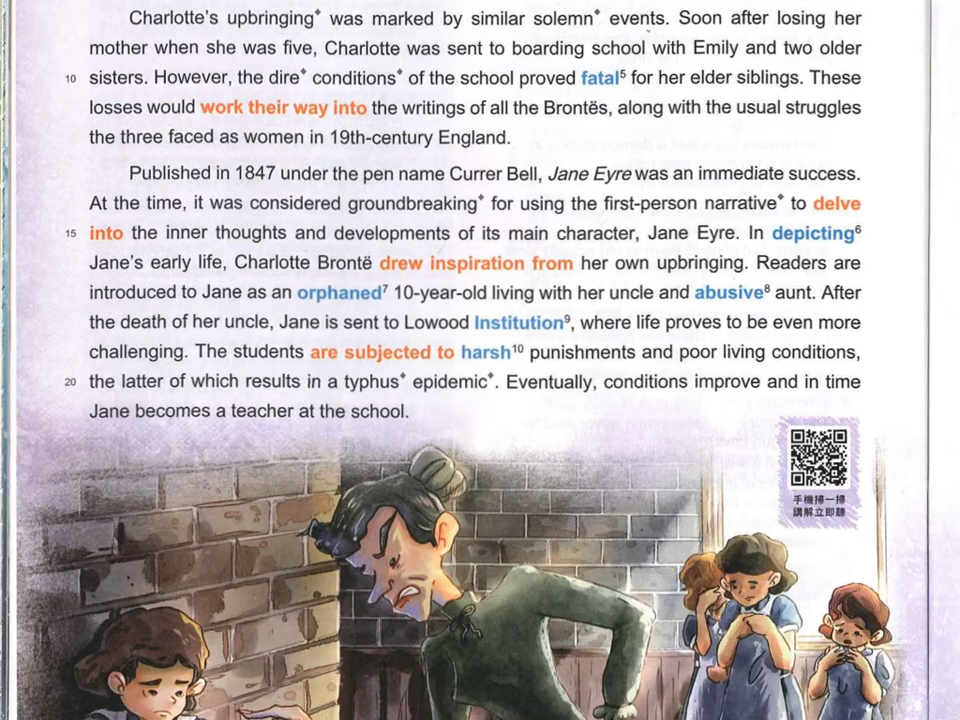 Charlotte's upbringing♦ was marked by similar solemn♦ events. Soon after losing her
mother when she was five, Charlotte was sent to boarding school with Emily and two older
10 sisters. However, the dire♦ conditions♦ of the school proved fatal⁵ for her elder siblings. These
losses would work their way into the writings of all the Brontës, along with the usual struggles
the three faced as women in 19th-century England.
Published in 1847 under the pen name Currer Bell, Jane Eyre was an immediate success.
At the time, it was considered groundbreaking♦ for using the first-person narrative♦ to delve
15 into the inner thoughts and developments of its main character, Jane Eyre. In depicting⁶
Jane's early life, Charlotte Brontë drew inspiration from her own upbringing. Readers are
introduced to Jane as an orphaned⁷ 10-year-old living with her uncle and abusive⁸ aunt. After
the death of her uncle, Jane is sent to Lowood Institution⁹, where life proves to be even more
challenging. The students are subjected to harsh¹⁰ punishments and poor living conditions,
20 the latter of which results in a typhus♦ epidemic♦. Eventually, conditions improve and in time
Jane becomes a teacher at the school.
手機掃一掃
講解立即聽